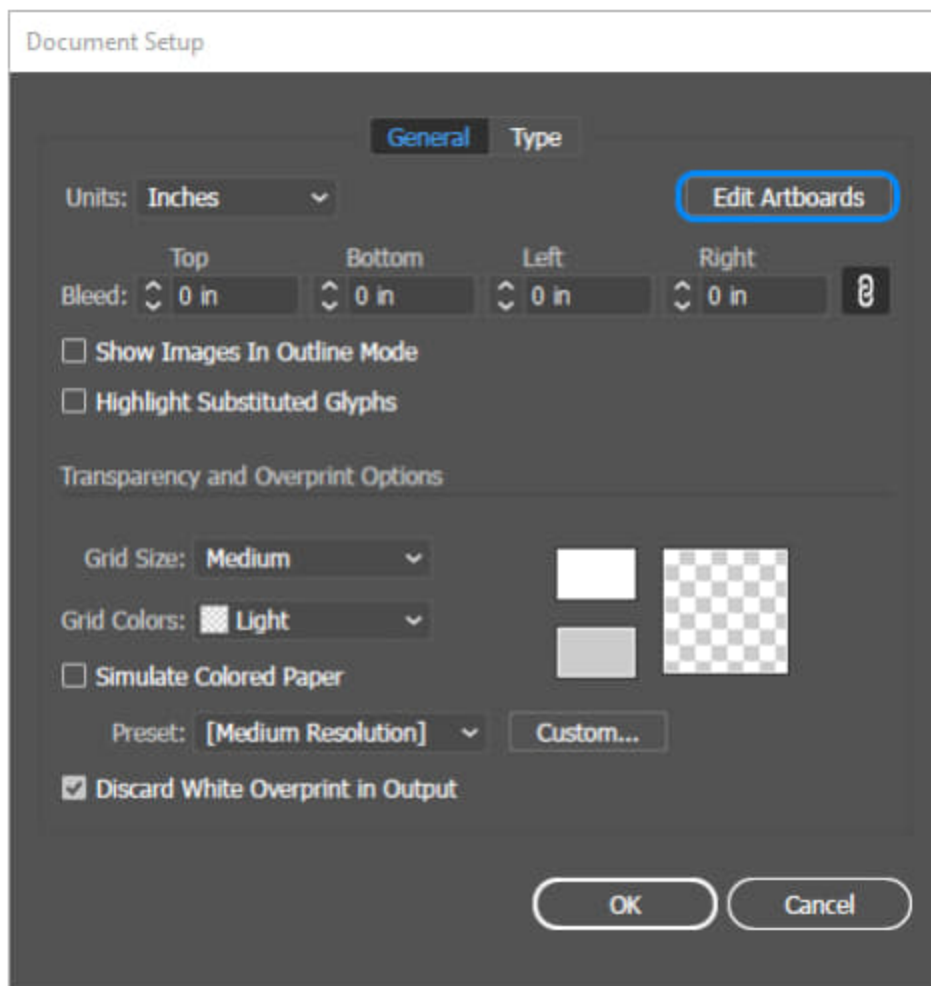 Document Setup
General Type
Units: Inches Edit Artboards
Top Bottom Left Right
Bleed: 0 in 0 in 0 in 0 in
Show Images In Outline Mode
Highlight Substituted Glyphs
Transparency and Overprint Options
Grid Size: Medium
Grid Colors: Light
Simulate Colored Paper
Preset: [Medium Resolution] Custom...
Discard White Overprint in Output
OK Cancel